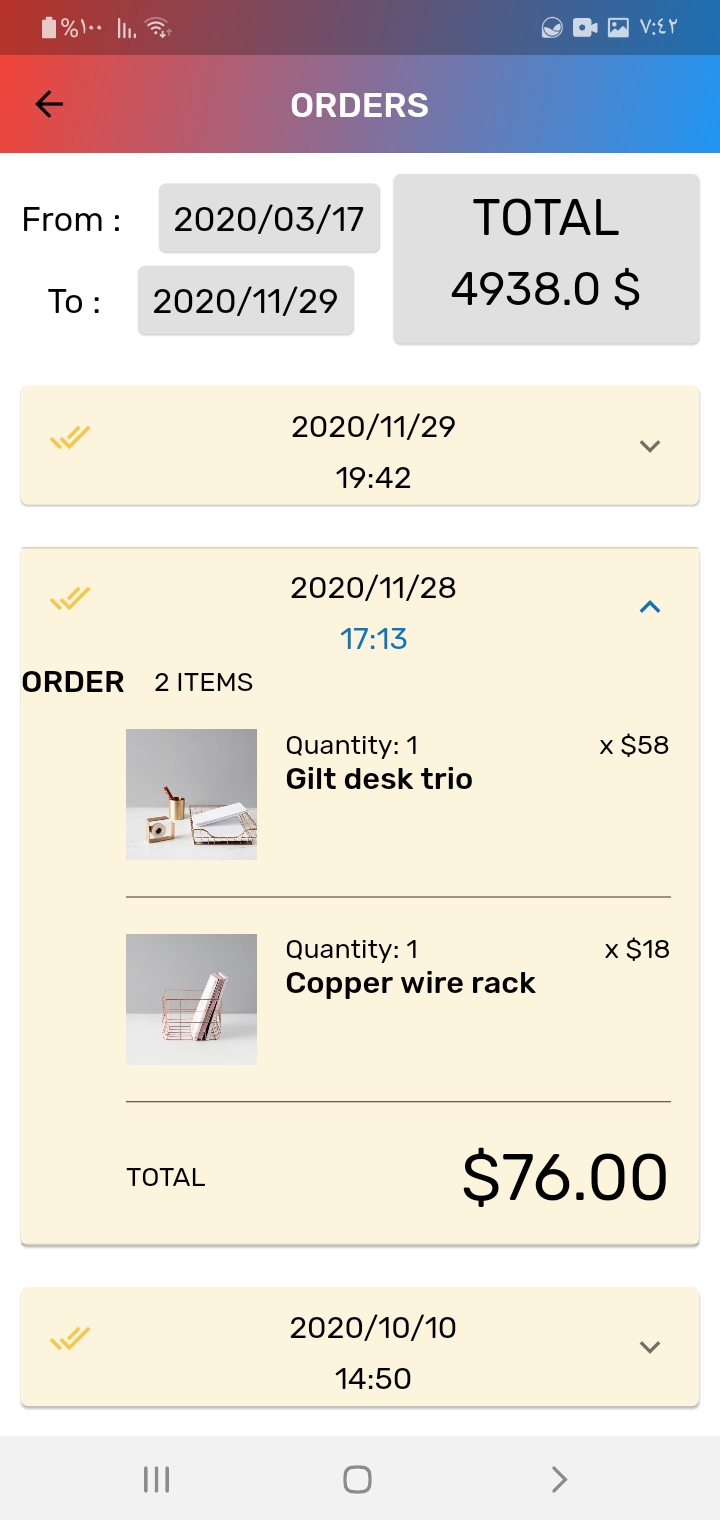 %١٠٠ ٧:٤٢
ORDERS
From : 2020/03/17
To : 2020/11/29
TOTAL
4938.0 $
2020/11/29
19:42
2020/11/28
17:13
ORDER 2 ITEMS
Quantity: 1 x $58
Gilt desk trio
Quantity: 1 x $18
Copper wire rack
TOTAL $76.00
2020/10/10
14:50